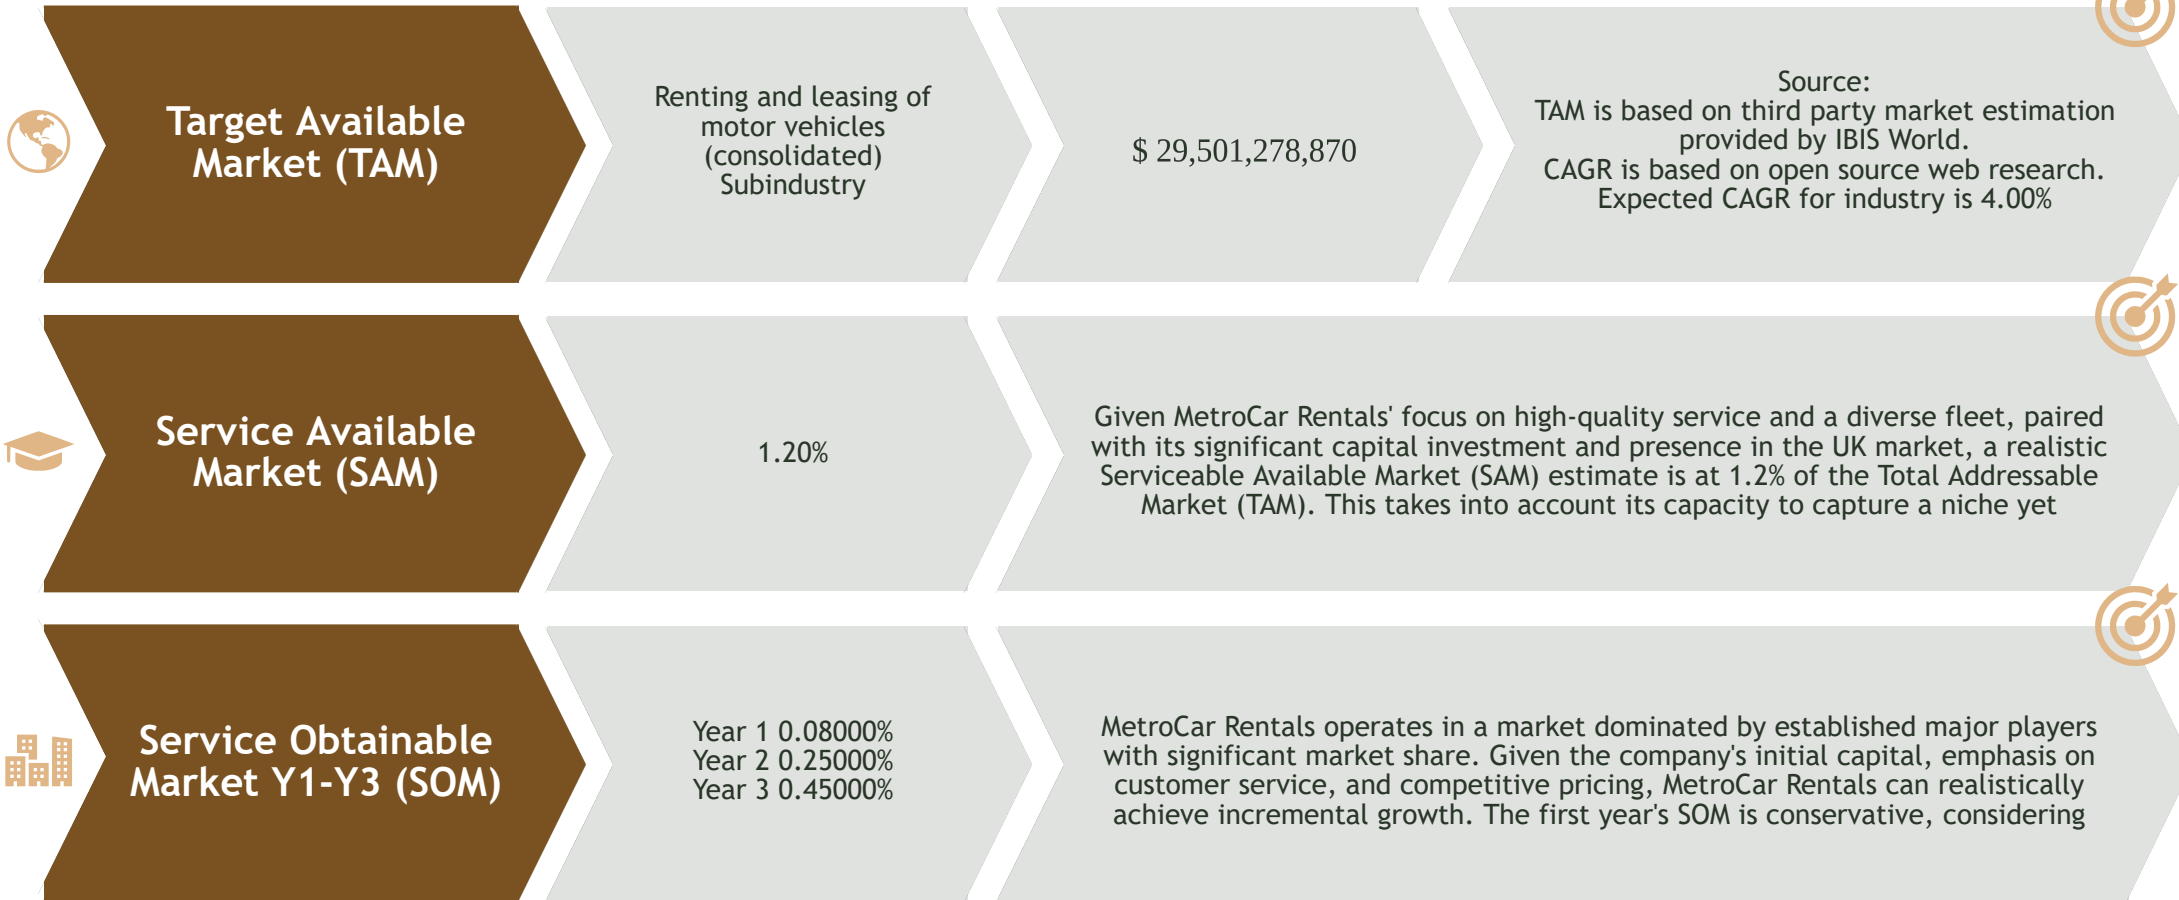 Target Available
Market (TAM)
Renting and leasing of
motor vehicles
(consolidated)
Subindustry
$ 29,501,278,870
Source:
TAM is based on third party market estimation
provided by IBIS World.
CAGR is based on open source web research.
Expected CAGR for industry is 4.00%
Service Available
Market (SAM)
1.20%
Given MetroCar Rentals' focus on high-quality service and a diverse fleet, paired
with its significant capital investment and presence in the UK market, a realistic
Serviceable Available Market (SAM) estimate is at 1.2% of the Total Addressable
Market (TAM). This takes into account its capacity to capture a niche yet
Service Obtainable
Market Y1-Y3 (SOM)
Year 1 0.08000%
Year 2 0.25000%
Year 3 0.45000%
MetroCar Rentals operates in a market dominated by established major players
with significant market share. Given the company's initial capital, emphasis on
customer service, and competitive pricing, MetroCar Rentals can realistically
achieve incremental growth. The first year's SOM is conservative, considering